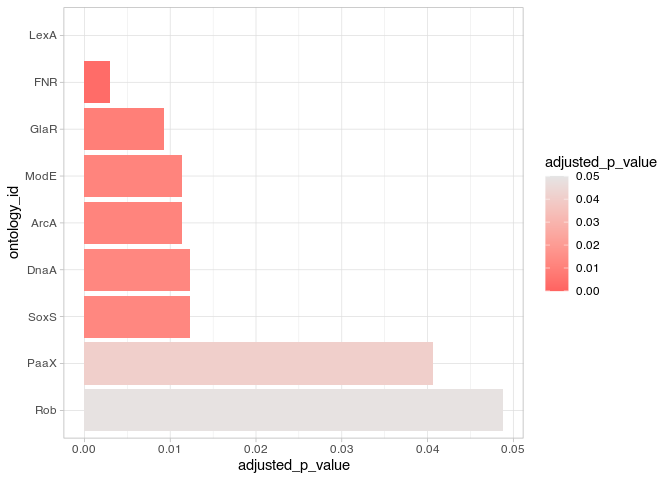 LexA
FNR
GlaR
ModE
ArcA
DnaA
SoxS
PaaX
Rob
ontology_id
0.00 0.01 0.02 0.03 0.04 0.05
adjusted_p_value
adjusted_p_value
0.05
0.04
0.03
0.02
0.01
0.00